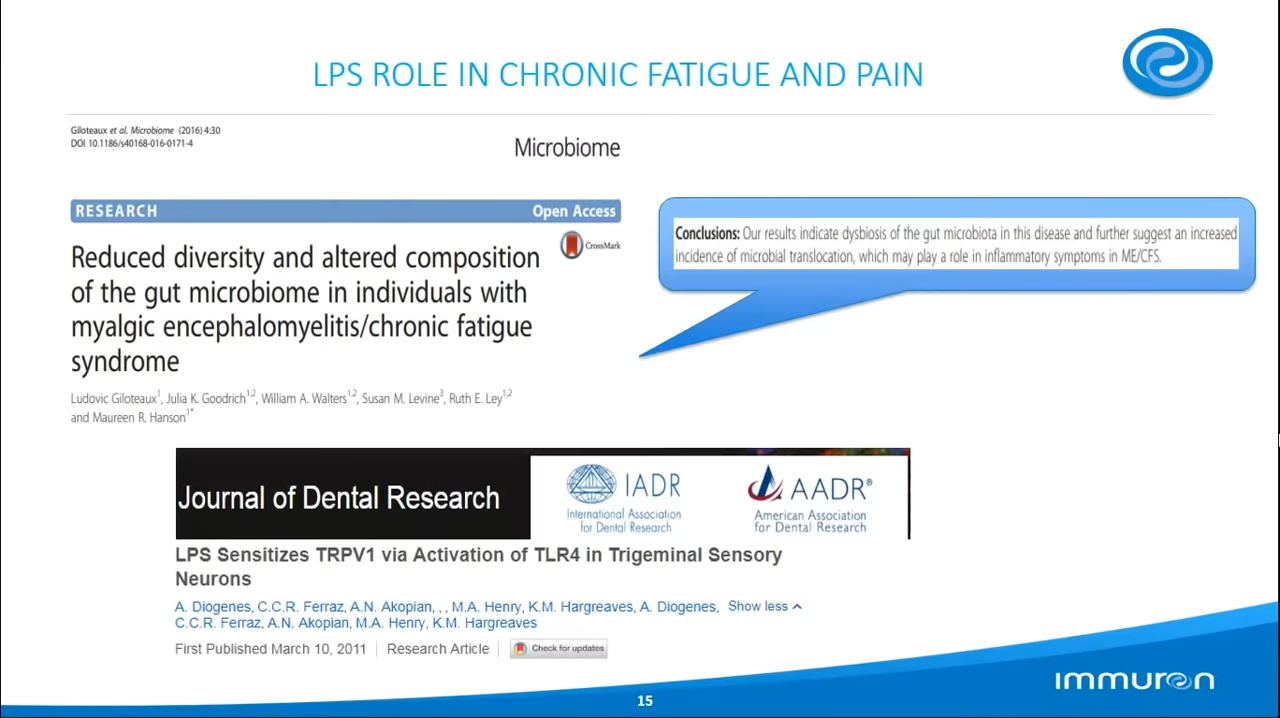 LPS ROLE IN CHRONIC FATIGUE AND PAIN
Giloteaux et al. Microbiome (2016) 4:30
DOI 10.1186/s40168-016-0171-4
Microbiome
RESEARCH
Open Access
CrossMark
Reduced diversity and altered composition
of the gut microbiome in individuals with
myalgic encephalomyelitis/chronic fatigue
syndrome
Ludovic Giloteaux1, Julia K. Goodrich1,2, William A. Walters1,2, Susan M. Levine3, Ruth E. Ley1,2
and Maureen R. Hanson1*
Conclusions: Our results indicate dysbiosis of the gut microbiota in this disease and further suggest an increased
incidence of microbial translocation, which may play a role in inflammatory symptoms in ME/CFS.
Journal of Dental Research
IADR
International Association
for Dental Research
AADR®
American Association
for Dental Research
LPS Sensitizes TRPV1 via Activation of TLR4 in Trigeminal Sensory
Neurons
A. Diogenes, C.C.R. Ferraz, A.N. Akopian, , , M.A. Henry, K.M. Hargreaves, A. Diogenes, Show less
C.C.R. Ferraz, A.N. Akopian, M.A. Henry, K.M. Hargreaves
First Published March 10, 2011 Research Article Check for updates
immuron
15